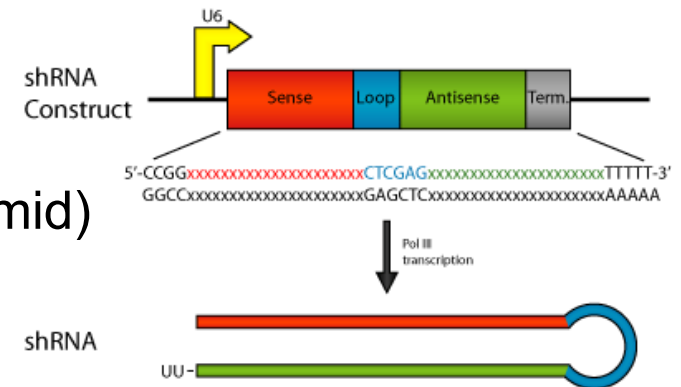 U6
shRNA
Construct
Sense
Loop
Antisense
Term.
5′-CCGGxxxxxxxxxxxxxxxxxxxxxCTCGAGxxxxxxxxxxxxxxxxxxxxxTTTTT-3′
GGCCxxxxxxxxxxxxxxxxxxxxxGAGCTCxxxxxxxxxxxxxxxxxxxxxAAAAA
mid)
Pol III
transcription
shRNA
UU-